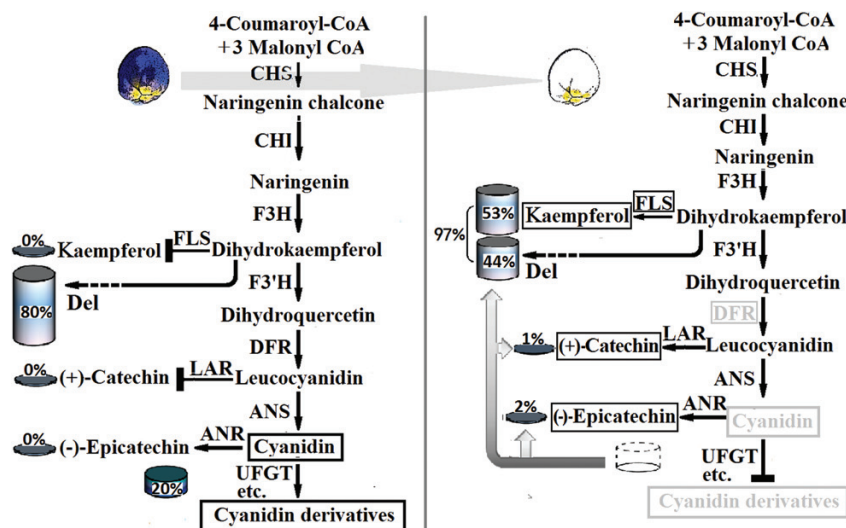 4-Coumaroyl-CoA
+3 Malonyl CoA
CHS
Naringenin chalcone
CHI
Naringenin
F3H
0%
Kaempferol
FLS
Dihydrokaempferol
80%
Del
F3'H
Dihydroquercetin
DFR
0%
(+)-Catechin
LAR
Leucocyanidin
ANS
0%
(-)-Epicatechin
ANR
Cyanidin
20%
UFGT
etc.
Cyanidin derivatives
4-Coumaroyl-CoA
+3 Malonyl CoA
CHS
Naringenin chalcone
CHI
Naringenin
F3H
97%
53%
Kaempferol
FLS
Dihydrokaempferol
44%
Del
F3'H
Dihydroquercetin
DFR
1%
(+)-Catechin
LAR
Leucocyanidin
ANS
2%
(-)-Epicatechin
ANR
Cyanidin
UFGT
etc.
Cyanidin derivatives